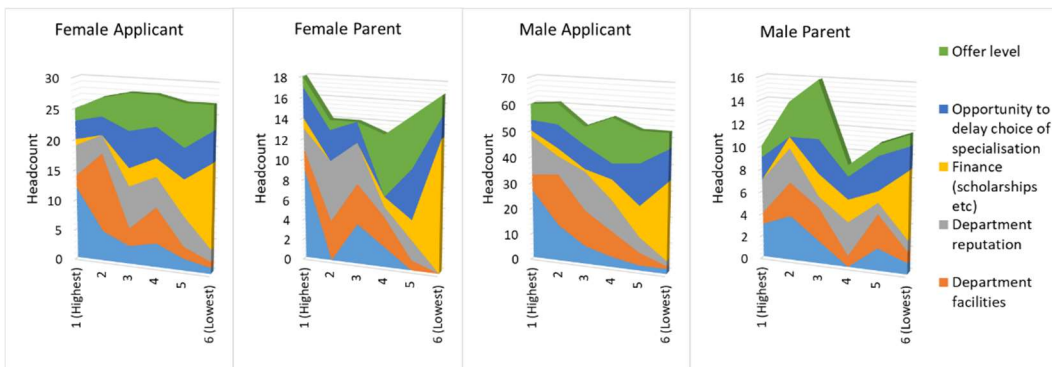 Female Applicant
Headcount
30
25
20
15
10
5
0
1 (Highest)
2
3
4
5
6 (Lowest)
Female Parent
Headcount
18
16
14
12
10
8
6
4
2
0
1 (Highest)
2
3
4
5
6 (Lowest)
Male Applicant
Headcount
70
60
50
40
30
20
10
0
1 (Highest)
2
3
4
5
6 (Lowest)
Male Parent
Headcount
16
14
12
10
8
6
4
2
0
1 (Highest)
2
3
4
5
6 (Lowest)
Offer level
Opportunity to
delay choice of
specialisation
Finance
(scholarships
etc)
Department
reputation
Department
facilities